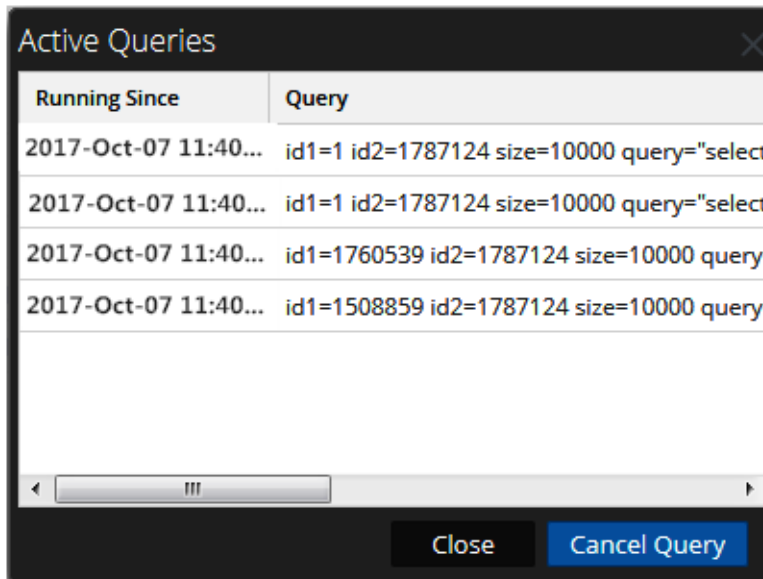 Active Queries
Running Since Query
2017-Oct-07 11:40... id1=1 id2=1787124 size=10000 query="select
2017-Oct-07 11:40... id1=1 id2=1787124 size=10000 query="select
2017-Oct-07 11:40... id1=1760539 id2=1787124 size=10000 query
2017-Oct-07 11:40... id1=1508859 id2=1787124 size=10000 query
Close Cancel Query